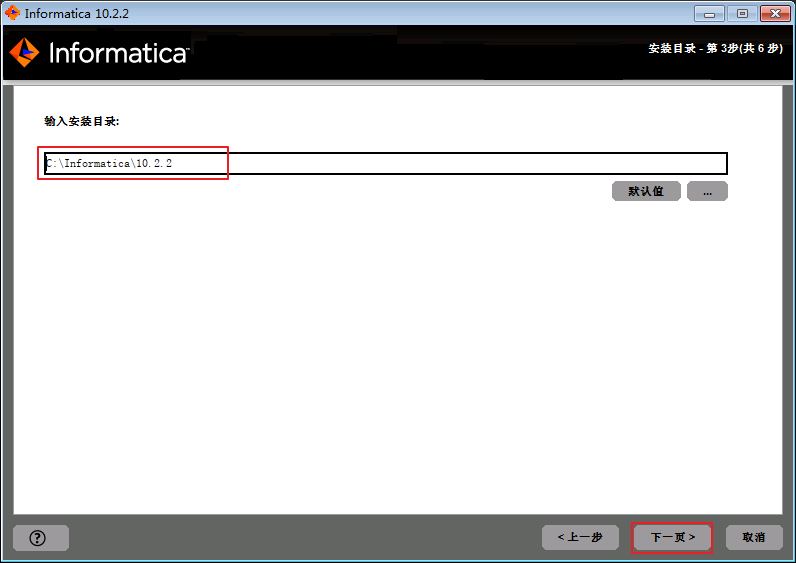 Informatica 10.2.2
Informatica
安装目录 - 第 3步(共 6 步)
输入安装目录:
C:\Informatica\10.2.2
默认值
...
?
< 上一步
下一页 >
取消